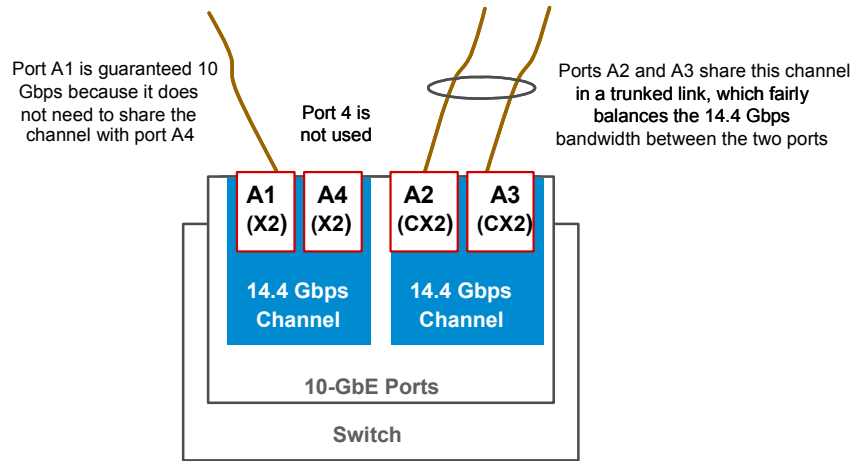 Port A1 is guaranteed 10
Gbps because it does
not need to share the
channel with port A4
Port 4 is
not used
Ports A2 and A3 share this channel
in a trunked link, which fairly
balances the 14.4 Gbps
bandwidth between the two ports
A1
(X2)
A4
(X2)
A2
(CX2)
A3
(CX2)
14.4 Gbps
Channel
14.4 Gbps
Channel
10-GbE Ports
Switch